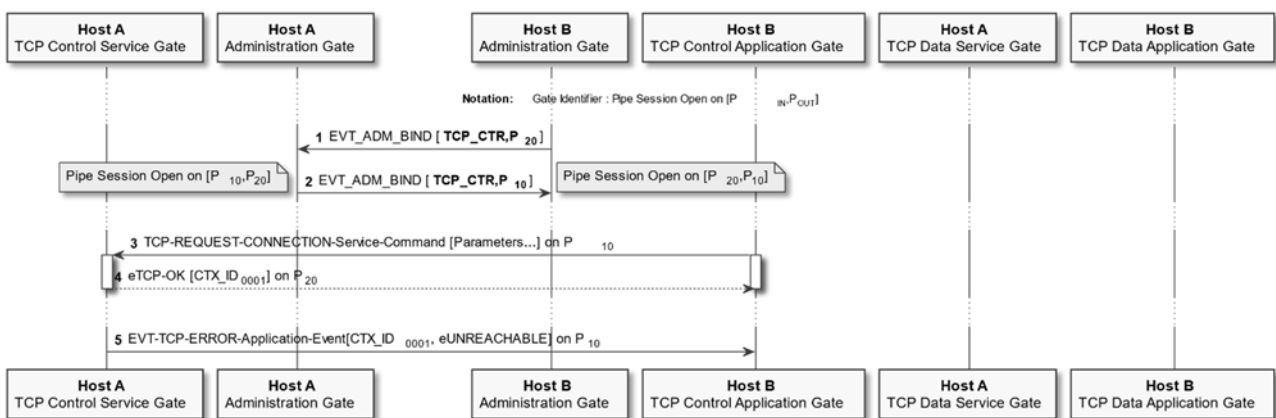 Host A
TCP Control Service Gate
Host A
Administration Gate
Host B
Administration Gate
Host B
TCP Control Application Gate
Host A
TCP Data Service Gate
Host B
TCP Data Application Gate
Notation: Gate Identifier : Pipe Session Open on [P IN,POUT]
1 EVT_ADM_BIND [ TCP_CTR,P 20]
Pipe Session Open on [P 10,P20]
2 EVT_ADM_BIND [ TCP_CTR,P 10]
Pipe Session Open on [P 20,P10]
3 TCP-REQUEST-CONNECTION-Service-Command [Parameters...] on P 10
4 eTCP-OK [CTX_ID 0001] on P 20
5 EVT-TCP-ERROR-Application-Event[CTX_ID 0001, eUNREACHABLE] on P 10
Host A
TCP Control Service Gate
Host A
Administration Gate
Host B
Administration Gate
Host B
TCP Control Application Gate
Host A
TCP Data Service Gate
Host B
TCP Data Application Gate